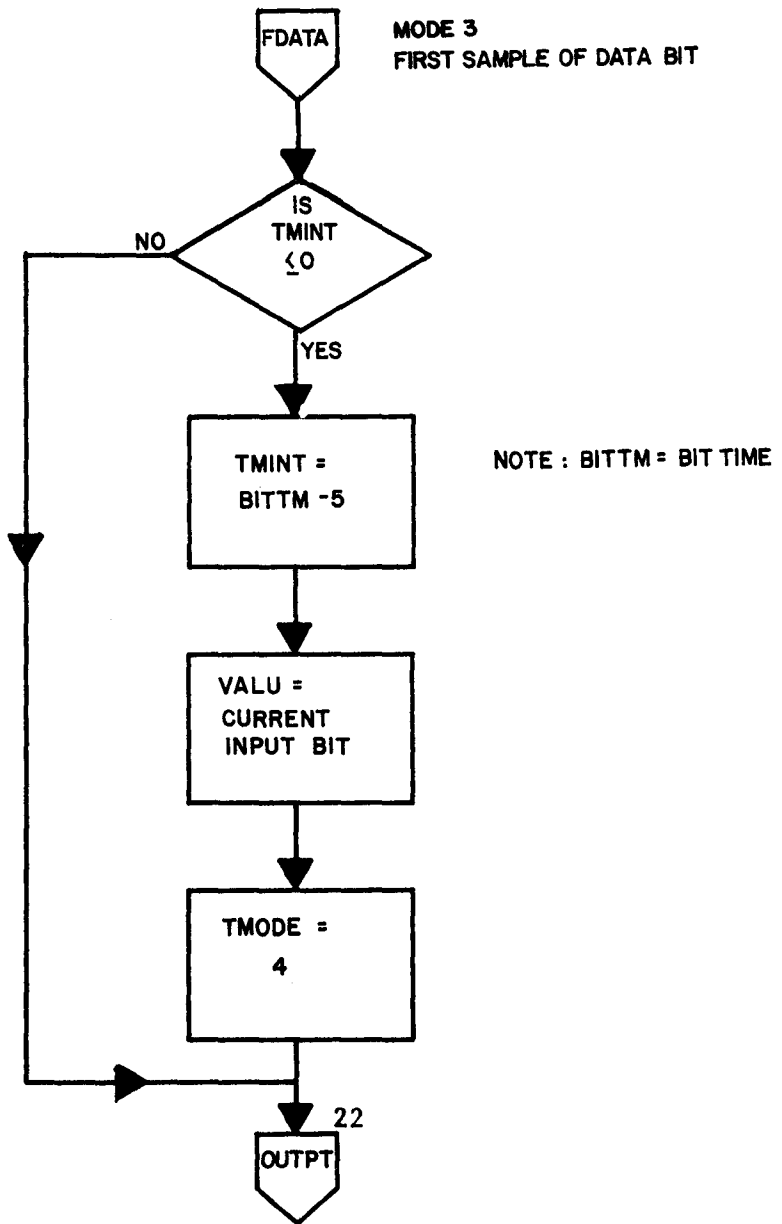 FDATA
MODE 3
FIRST SAMPLE OF DATA BIT
IS
TMINT
≤0
NO
YES
TMINT =
BITTM -5
NOTE : BITTM = BIT TIME
VALU =
CURRENT
INPUT BIT
TMODE =
4
22
OUTPT